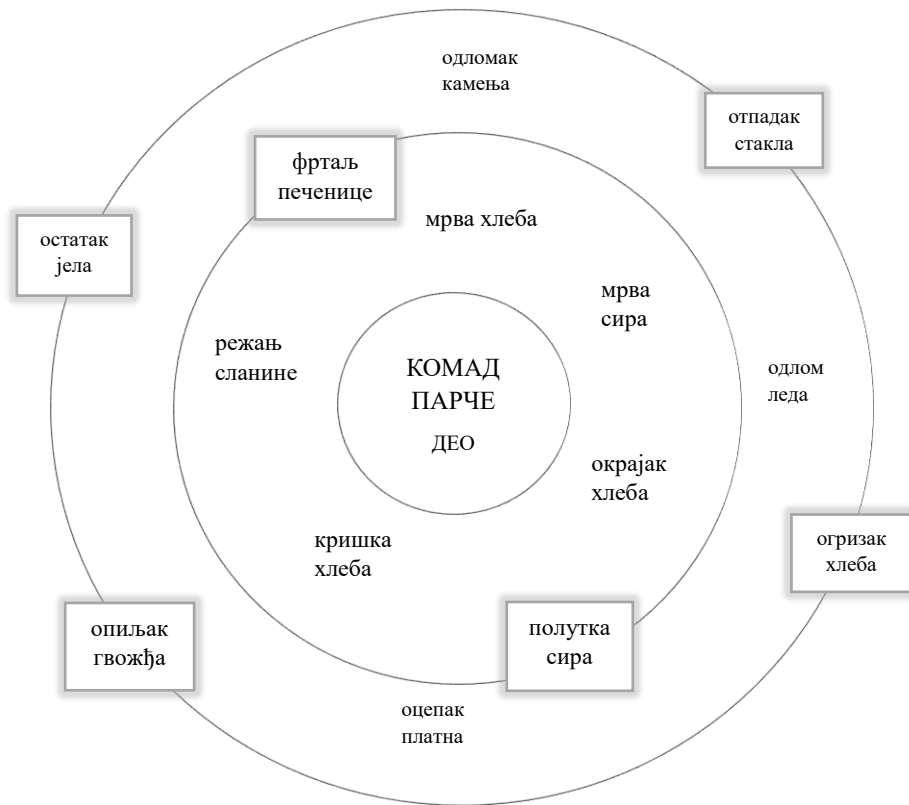 одломак
камења
отпадак
стакла
фртаљ
печенице
мрва хлеба
остатак
јела
мрва
сира
режањ
сланине
КОМАД
ПАРЧЕ
ДЕО
одлом
леда
окрајак
хлеба
кришка
хлеба
огризак
хлеба
опиљак
гвожђа
полутка
сира
оцепак
платна